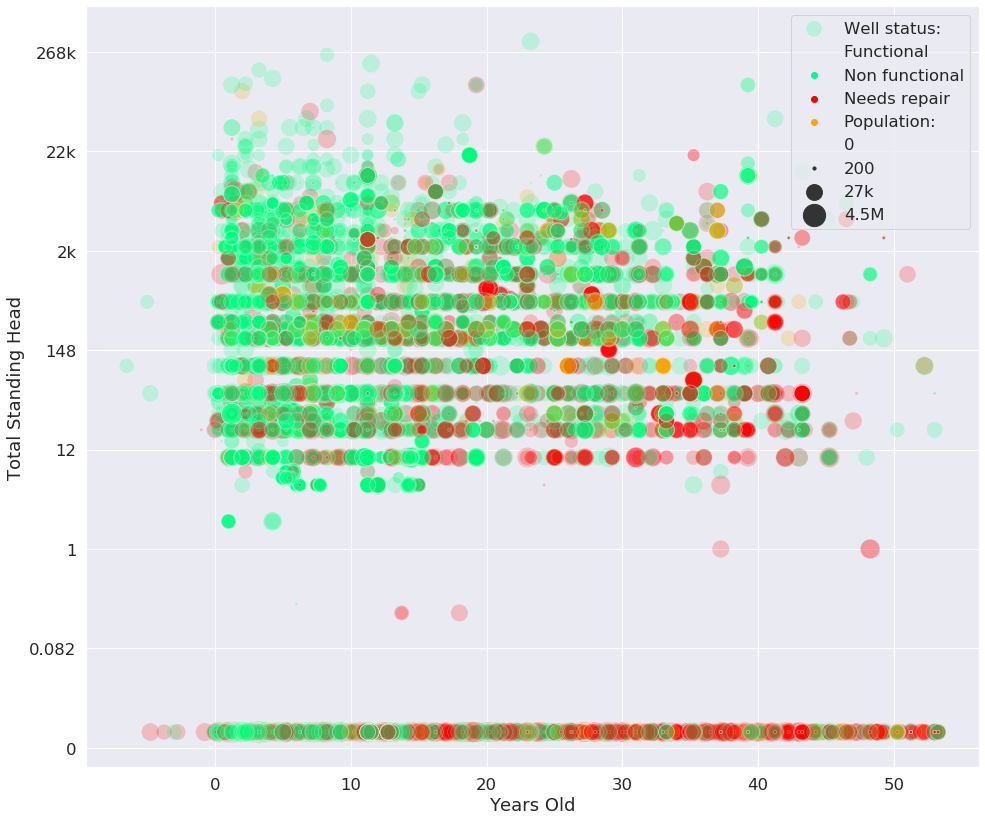 Well status:
Functional
Non functional
Needs repair
Population:
0
200
27k
4.5M
268k
22k
2k
148
12
1
0.082
0
Total Standing Head
0 10 20 30 40 50
Years Old